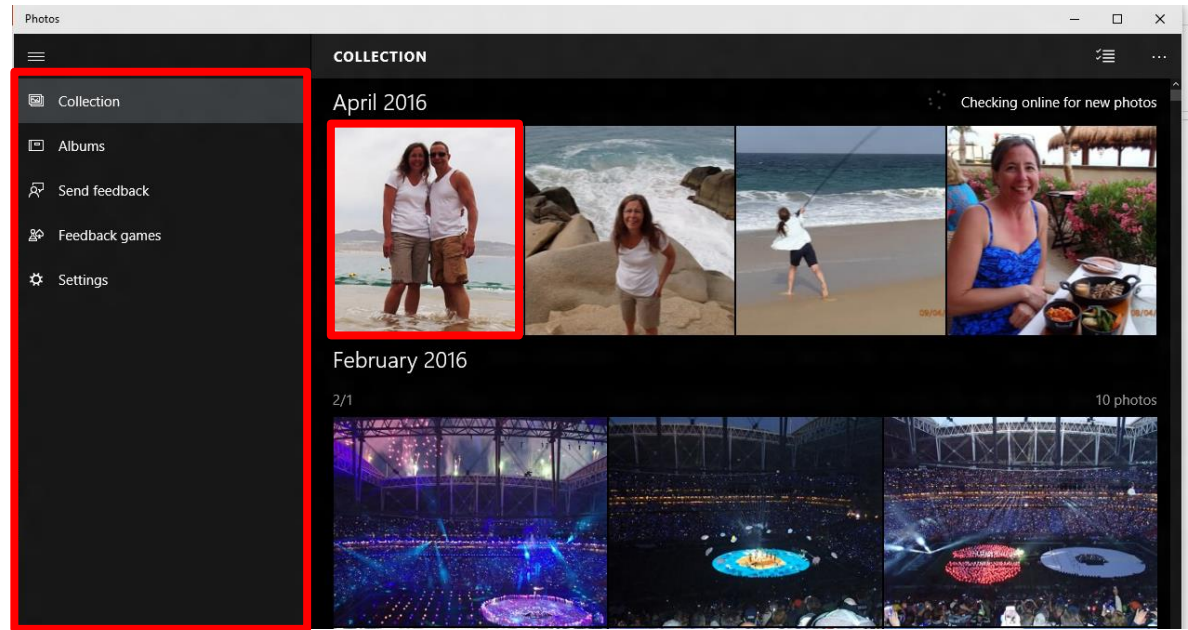 Photos
COLLECTION
Collection
Albums
Send feedback
Feedback games
Settings
April 2016
Checking online for new photos
February 2016
2/1
10 photos